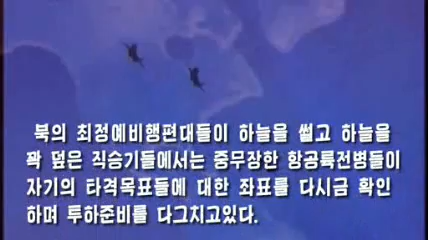 북의 최정예비행편대들이 하늘을 썰고 하늘을
꽉 덮은 직승기들에서는 중무장한 항공륙전병들이
자기의 타격목표들에 대한 좌표를 다시금 확인
하며 투하준비를 다그치고있다.